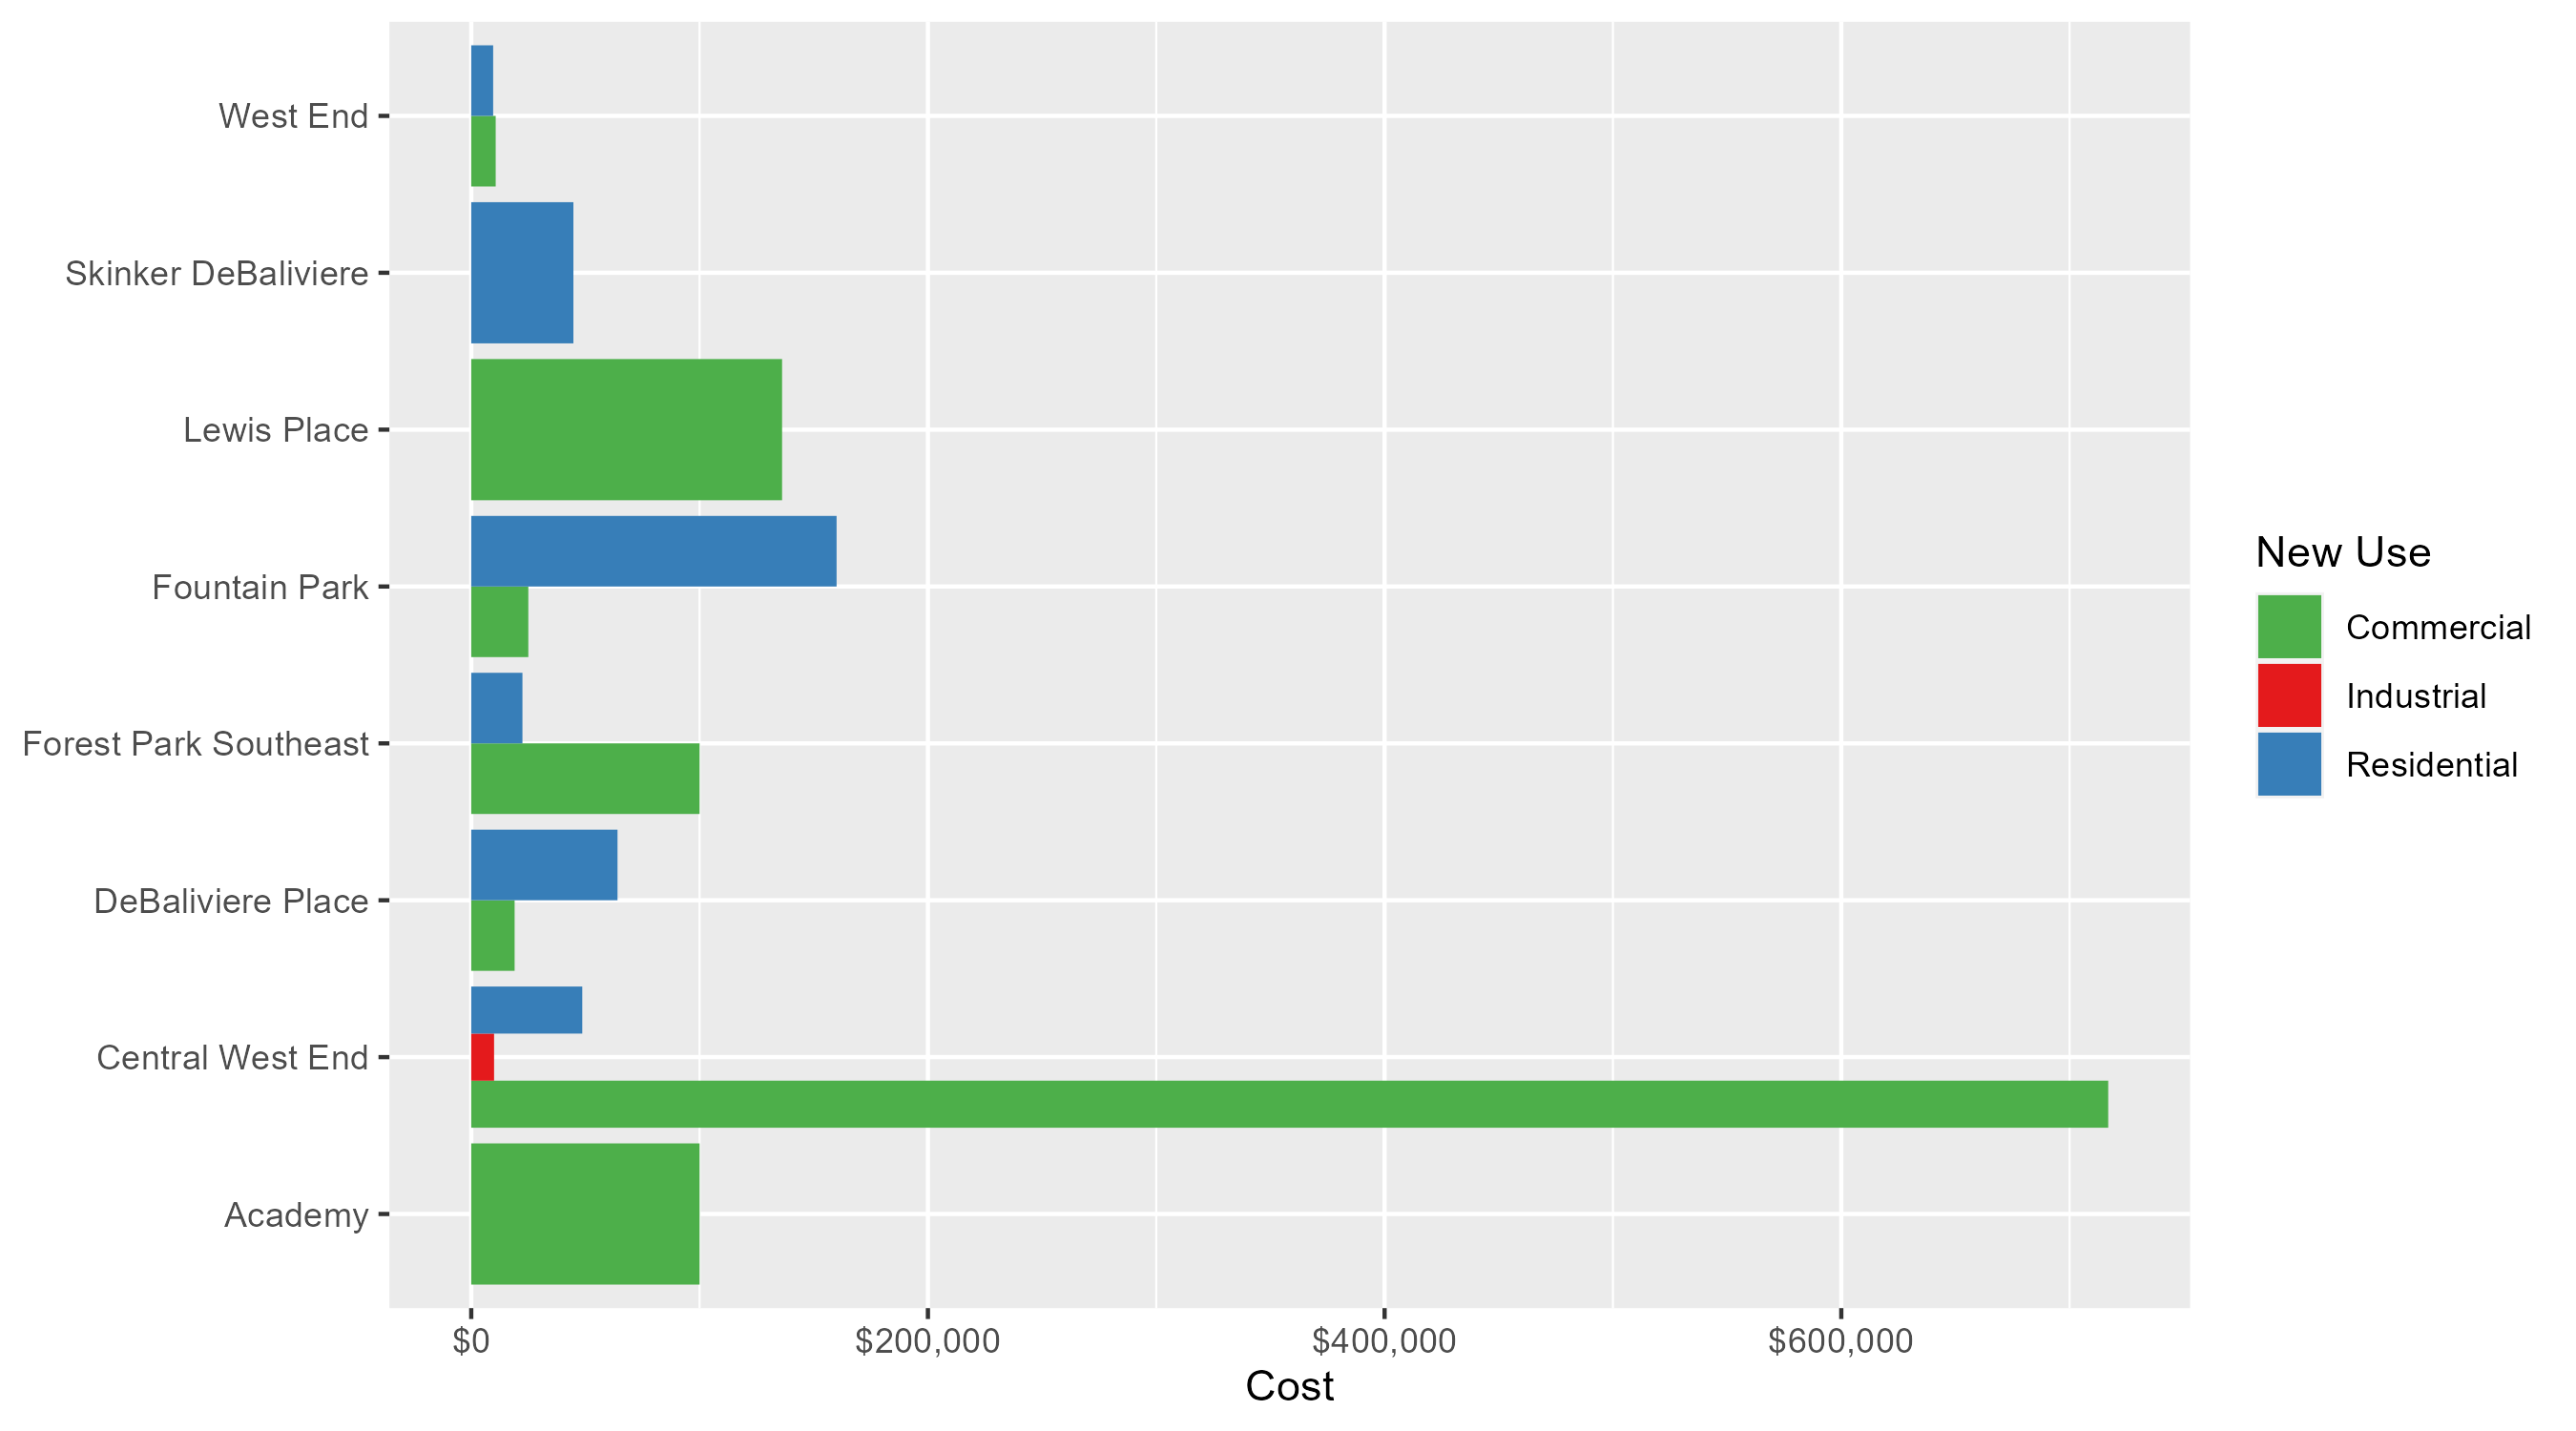 West End
Skinker DeBaliviere
Lewis Place
Fountain Park
Forest Park Southeast
DeBaliviere Place
Central West End
Academy
$0
$200,000
$400,000
$600,000
Cost
New Use
Commercial
Industrial
Residential